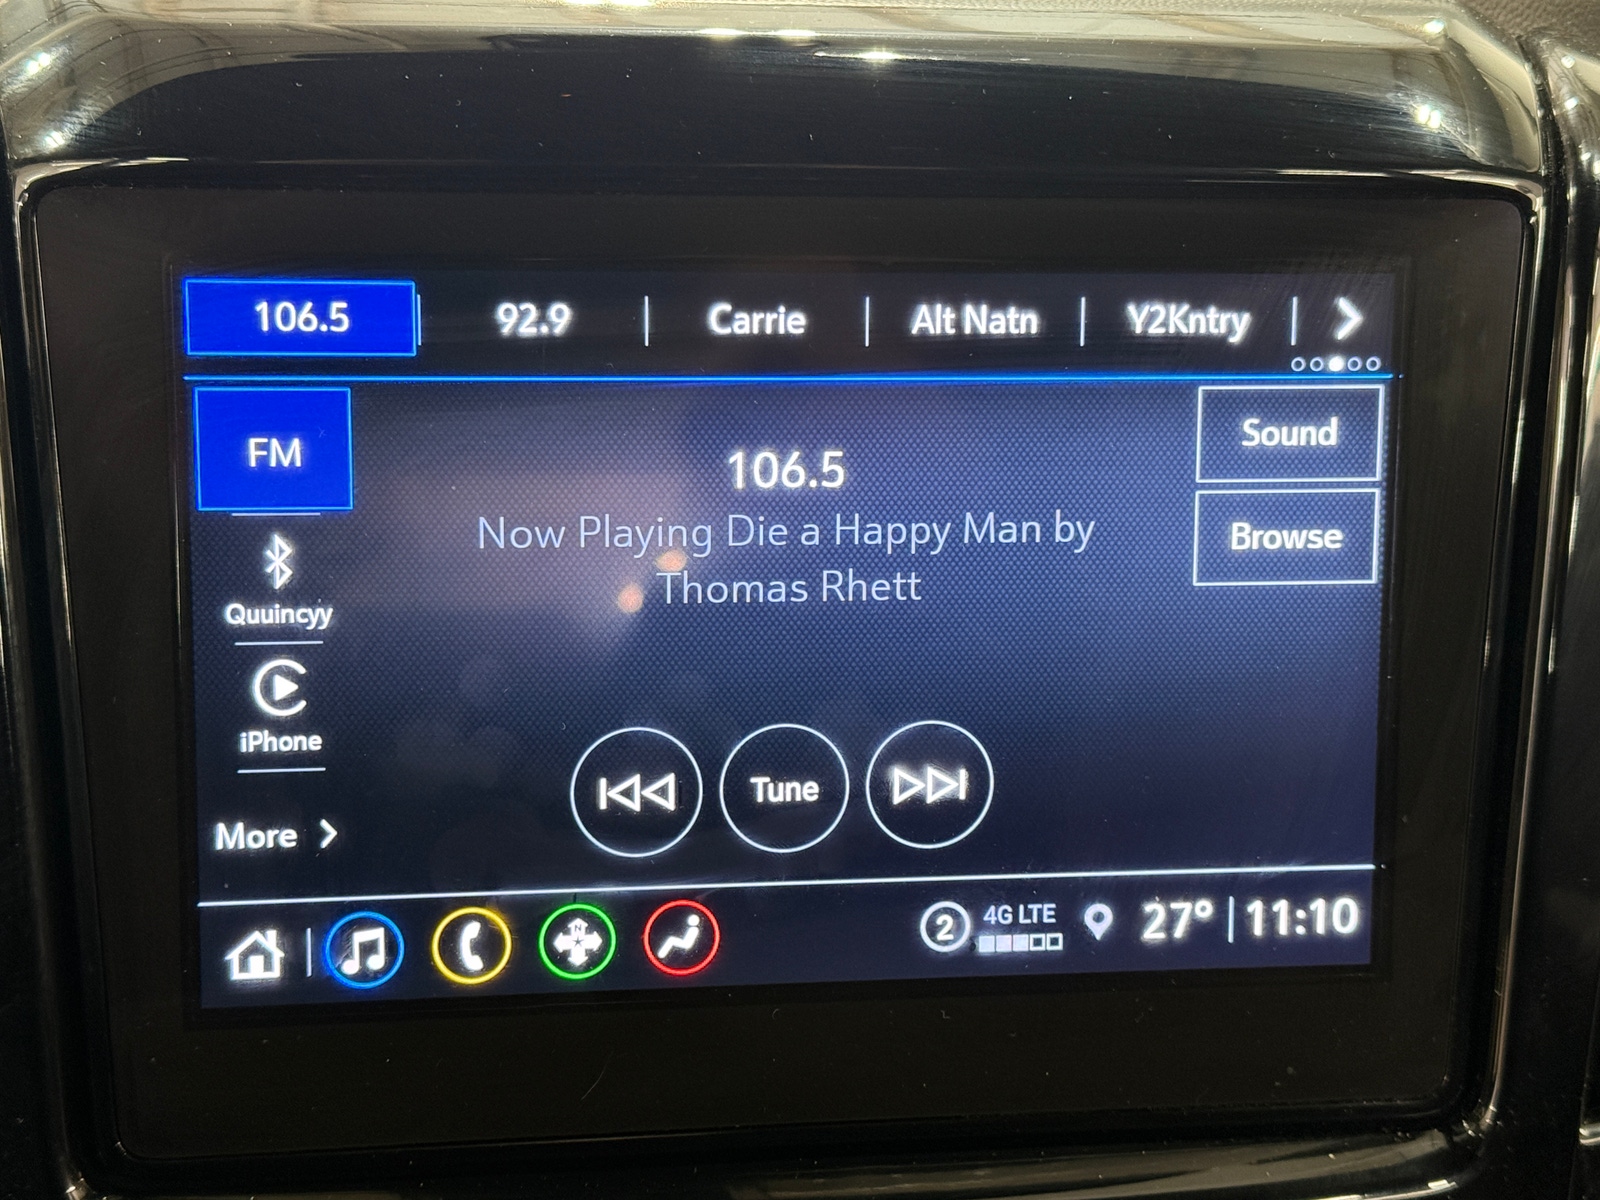 106.5 92.9 Carrie Alt Natn Y2Kntry
FM
Sound
106.5
Now Playing Die a Happy Man by
Thomas Rhett
Browse
Quuincyy
iPhone
More
Tune
N
2 4G LTE 27° 11:10